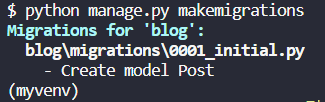 $ python manage.py makemigrations
Migrations for 'blog':
  blog\migrations\0001_initial.py
    - Create model Post
(myvenv)